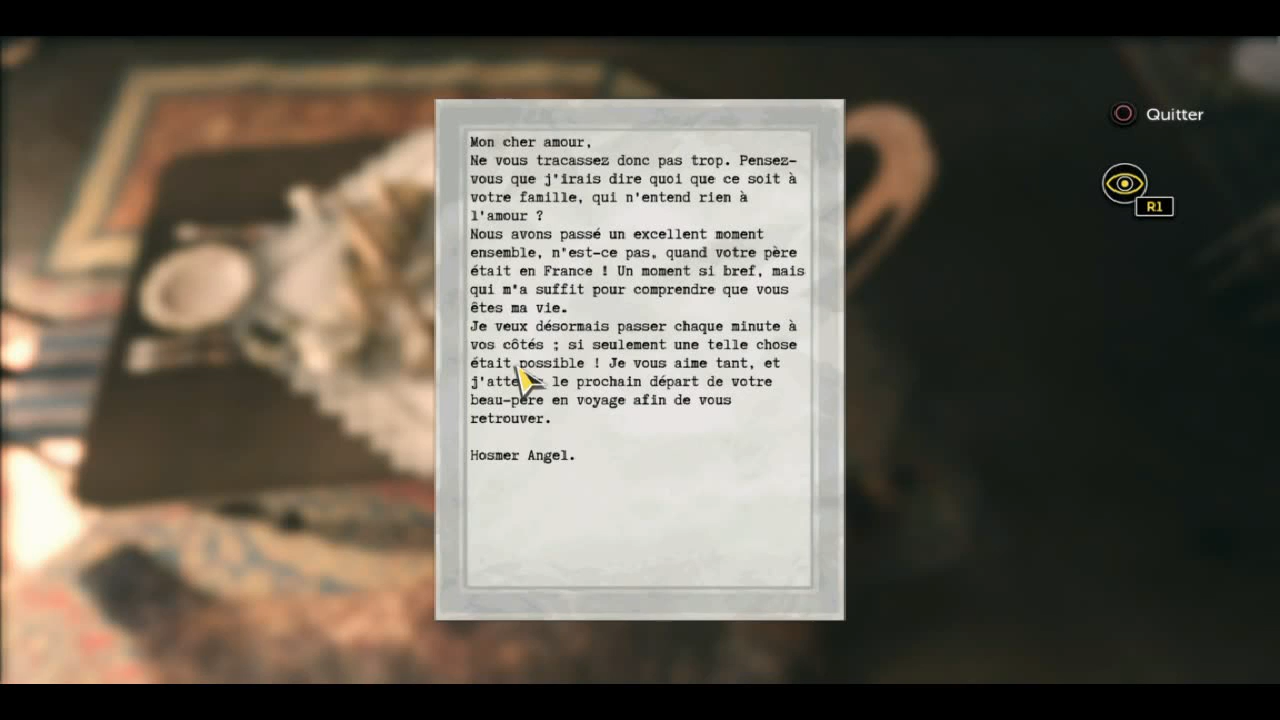 Mon cher amour,
Ne vous tracassez donc pas trop. Pensez-
vous que j'irais dire quoi que ce soit à
votre famille, qui n'entend rien à
l'amour ?
Nous avons passé un excellent moment
ensemble, n'est-ce pas, quand votre père
était en France ! Un moment si bref, mais
qui m'a suffit pour comprendre que vous
êtes ma vie.
Je veux désormais passer chaque minute à
vos côtés ; si seulement une telle chose
était possible ! Je vous aime tant, et
le prochain départ de votre
beau-père en voyage afin de vous
retrouver.
Hosmer Angel.
Quitter
R1